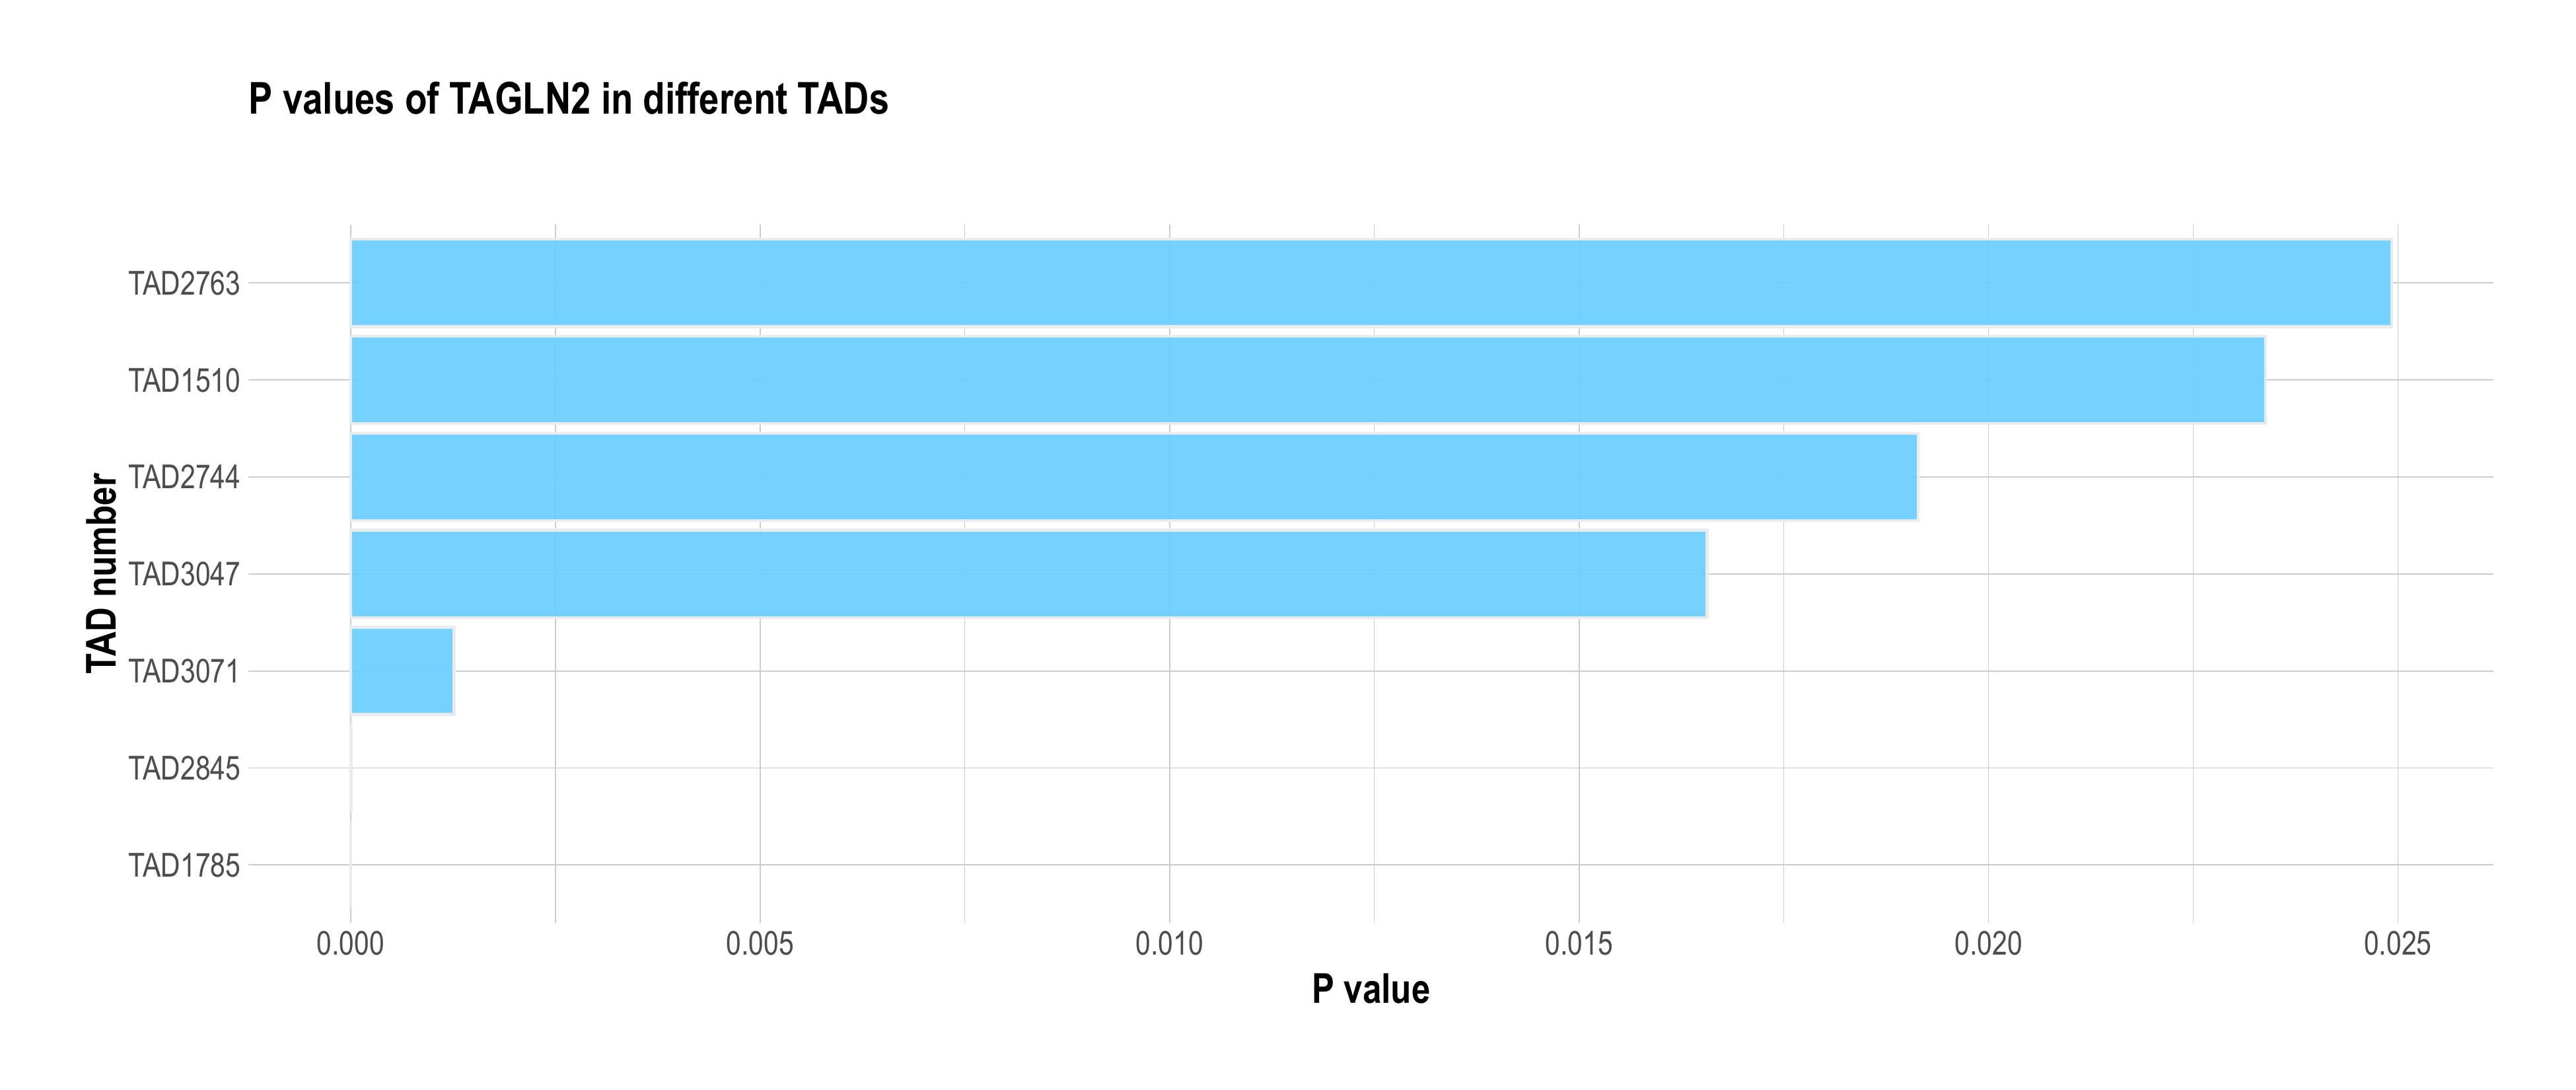 P values of TAGLN2 in different TADs
TAD number
TAD2763
TAD1510
TAD2744
TAD3047
TAD3071
TAD2845
TAD1785
0.000 0.005 0.010 0.015 0.020 0.025
P value